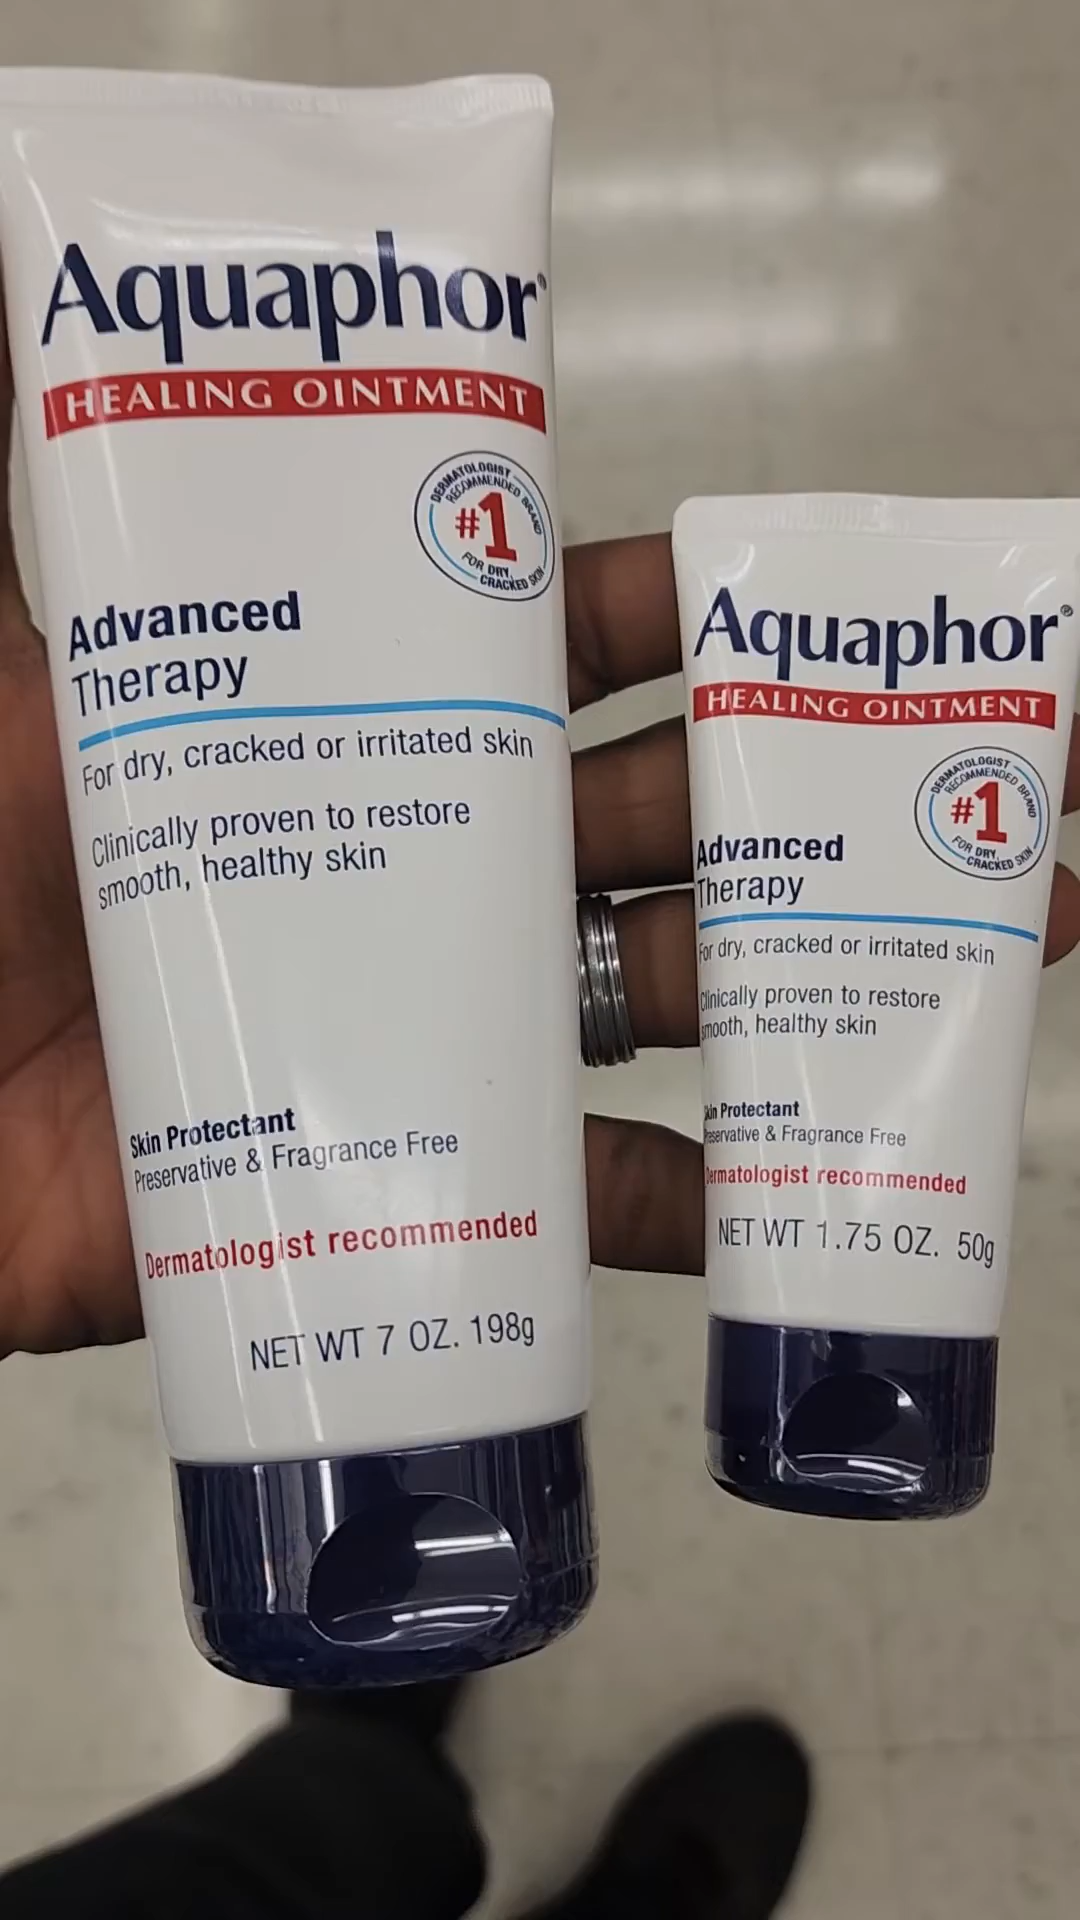 Aquaphor®
HEALING OINTMENT
DERMATOLOGIST
RECOMMENDED BRAND
#1
FOR DRY,
CRACKED SKIN
Advanced
Therapy
For dry, cracked or irritated skin
Clinically proven to restore
smooth, healthy skin
Skin Protectant
Preservative & Fragrance Free
Dermatologist recommended
NET WT 7 OZ. 198g
Aquaphor®
HEALING OINTMENT
DERMATOLOGIST
RECOMMENDED BRAND
#1
FOR DRY,
CRACKED SKIN
Advanced
Therapy
For dry, cracked or irritated skin
Clinically proven to restore
smooth, healthy skin
Skin Protectant
Preservative & Fragrance Free
Dermatologist recommended
NET WT 1.75 OZ. 50g